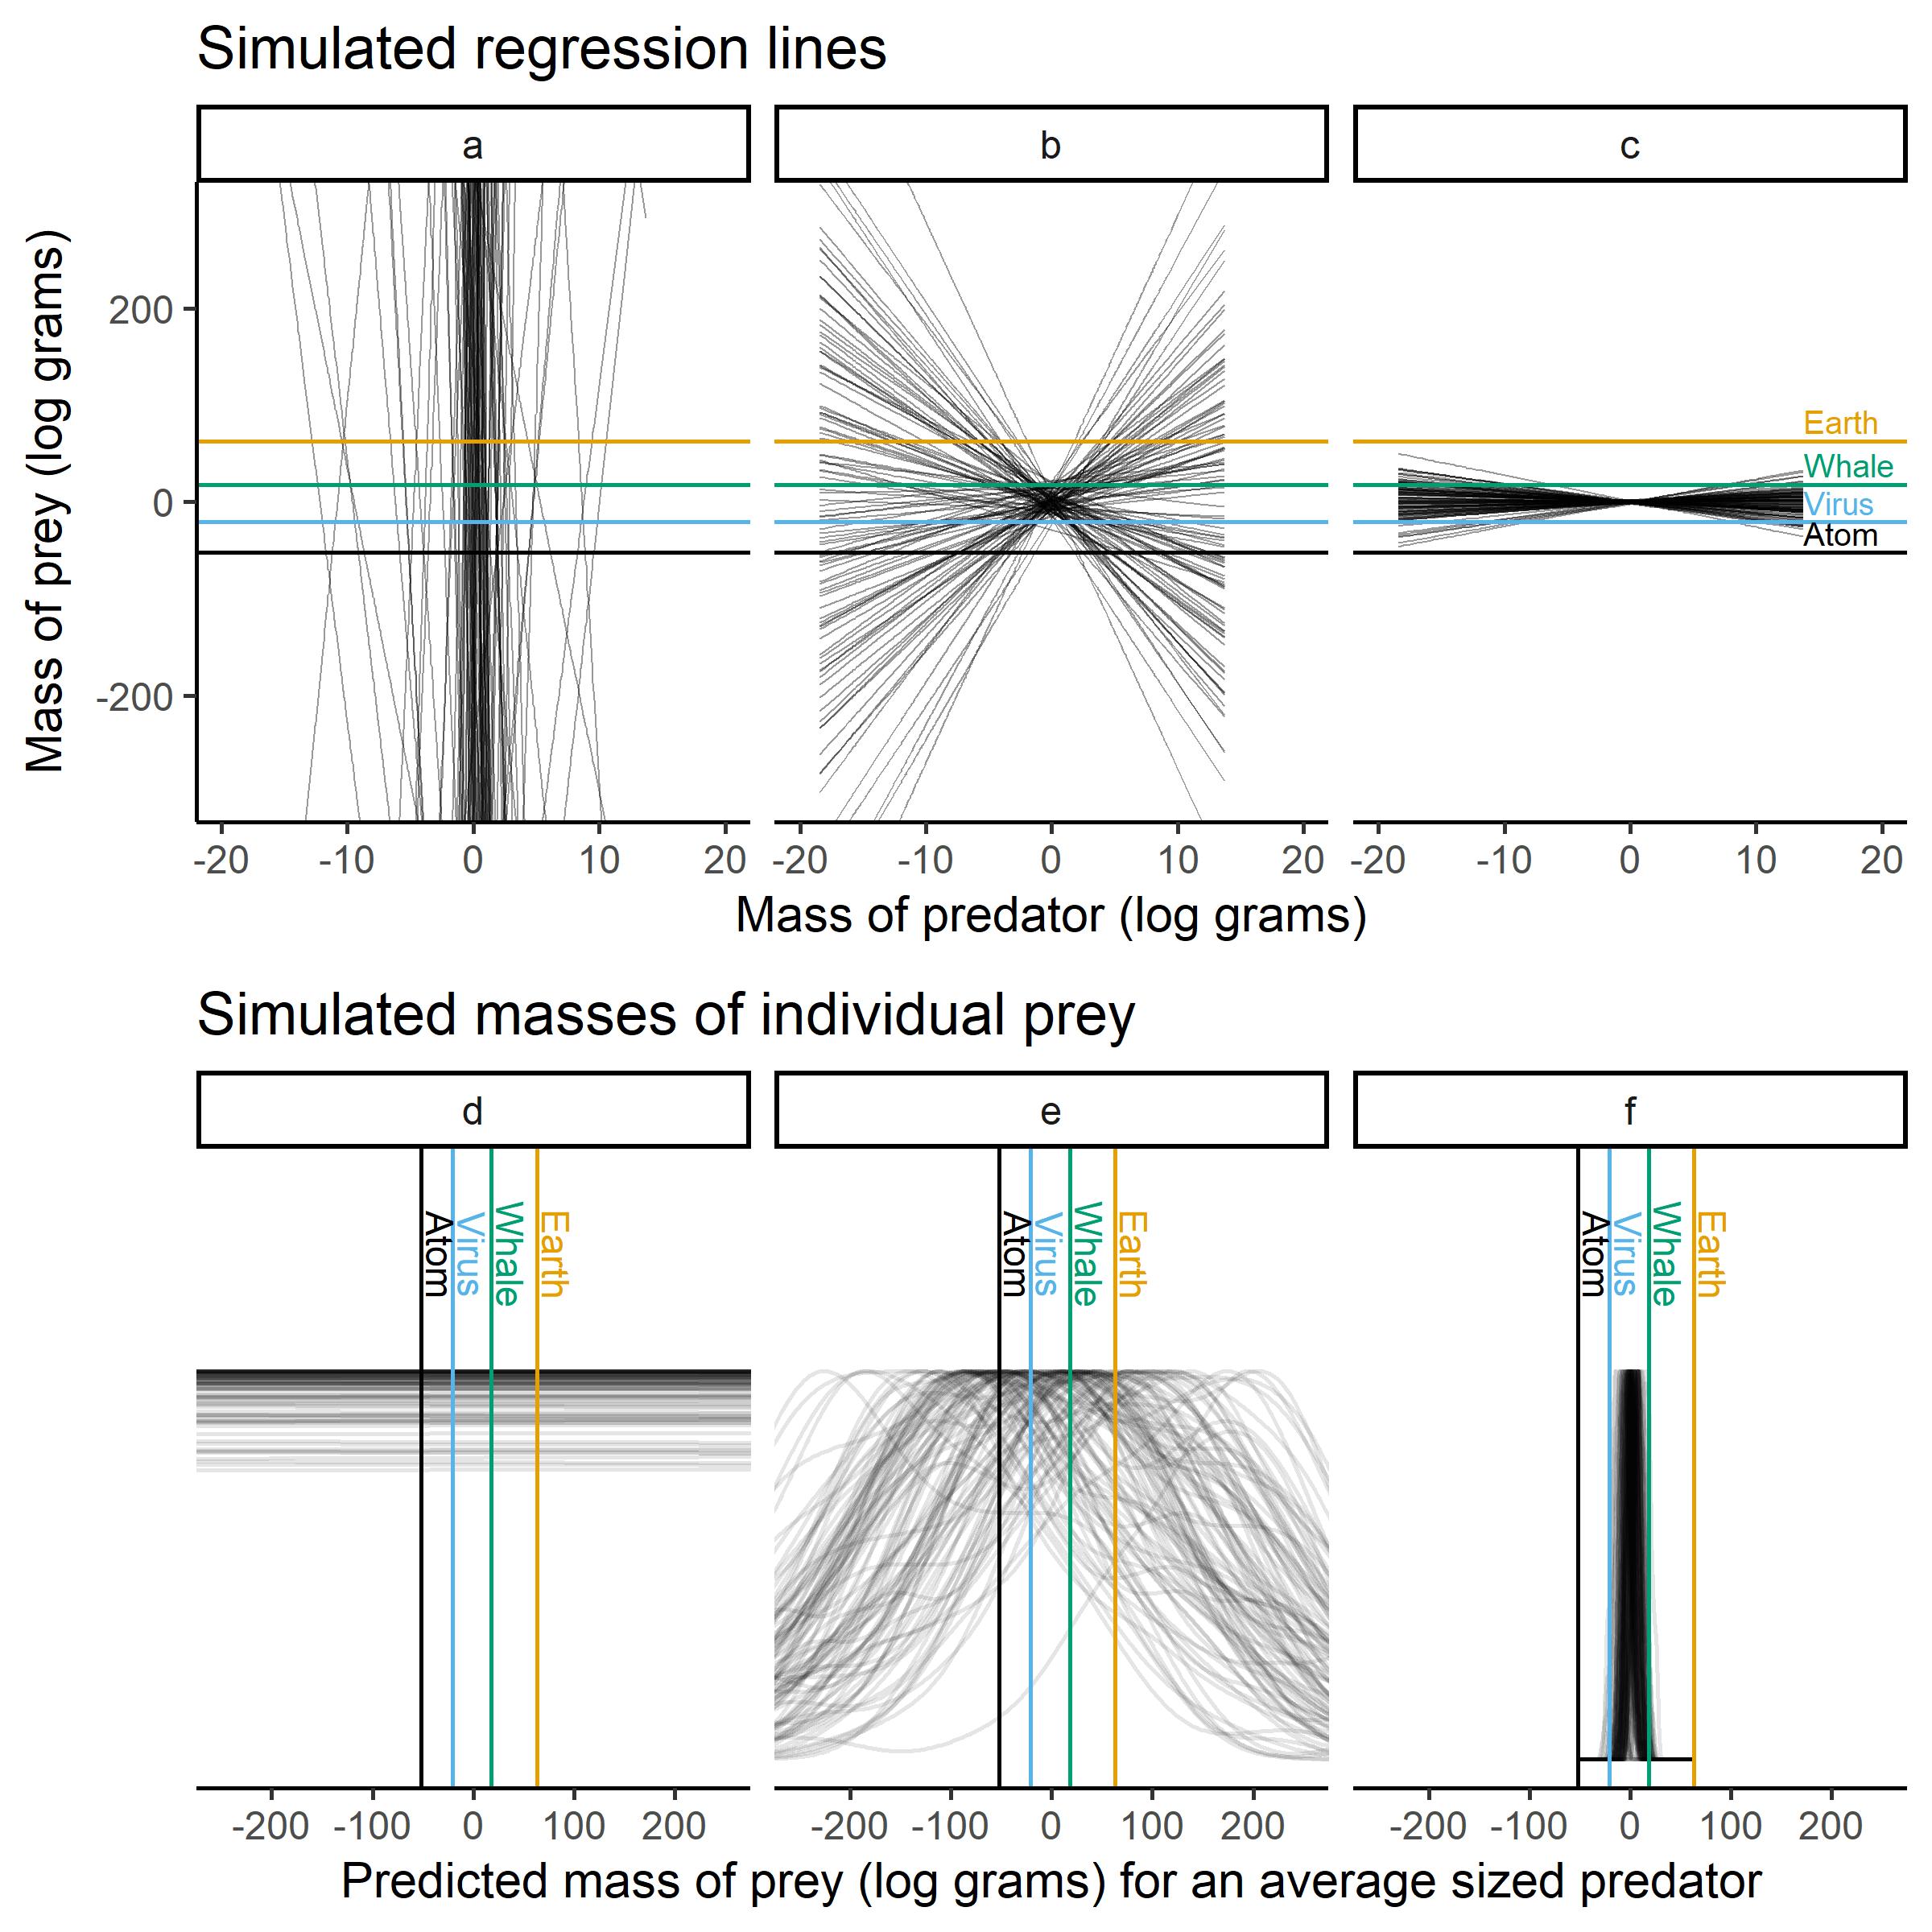 Simulated regression lines
a
b
c
Mass of prey (log grams)
200
0
-200
Earth
Whale
Virus
Atom
-20 -10 0 10 20 -20 -10 0 10 20 -20 -10 0 10 20
Mass of predator (log grams)
Simulated masses of individual prey
d
e
f
Atom
Virus
Whale
Earth
Atom
Virus
Whale
Earth
Atom
Virus
Whale
Earth
-200 -100 0 100 200 -200 -100 0 100 200 -200 -100 0 100 200
Predicted mass of prey (log grams) for an average sized predator